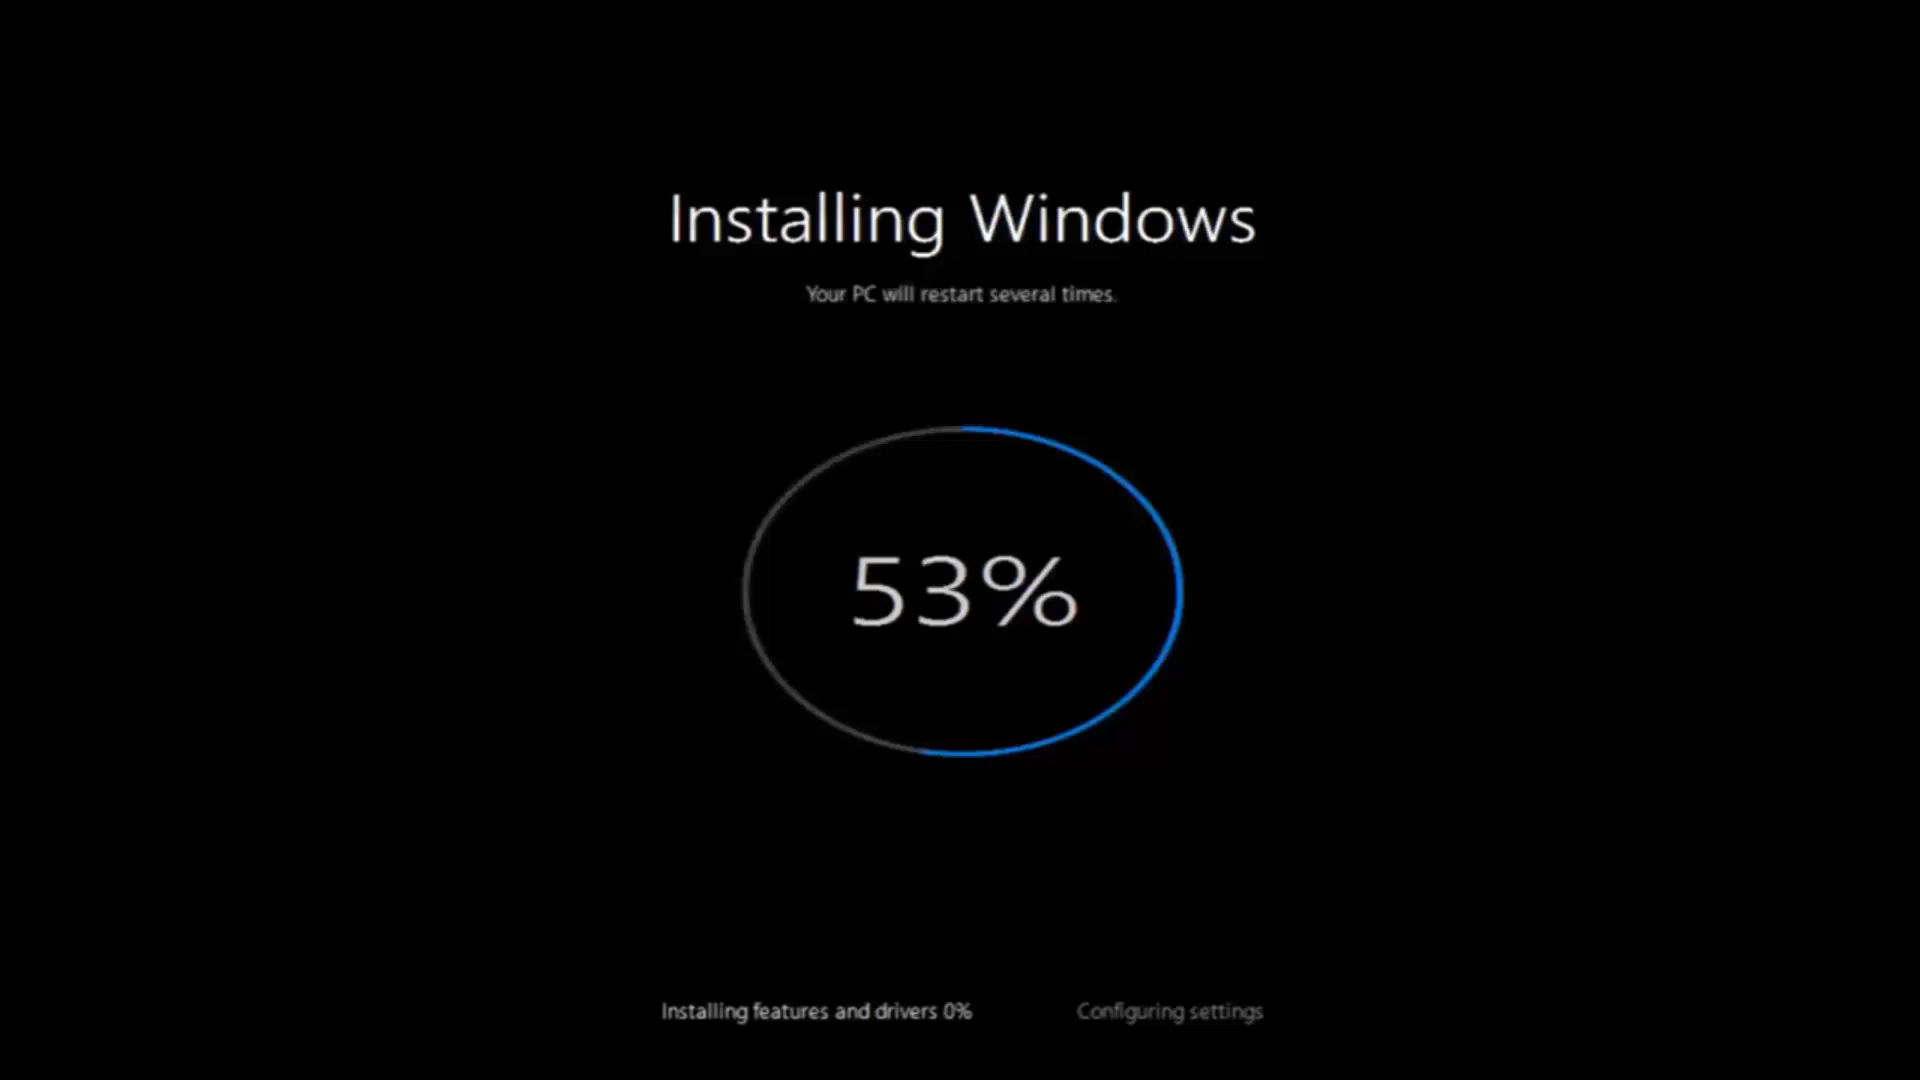 Installing Windows
Your PC will restart several times.
53%
Installing features and drivers 0%
Configuring settings